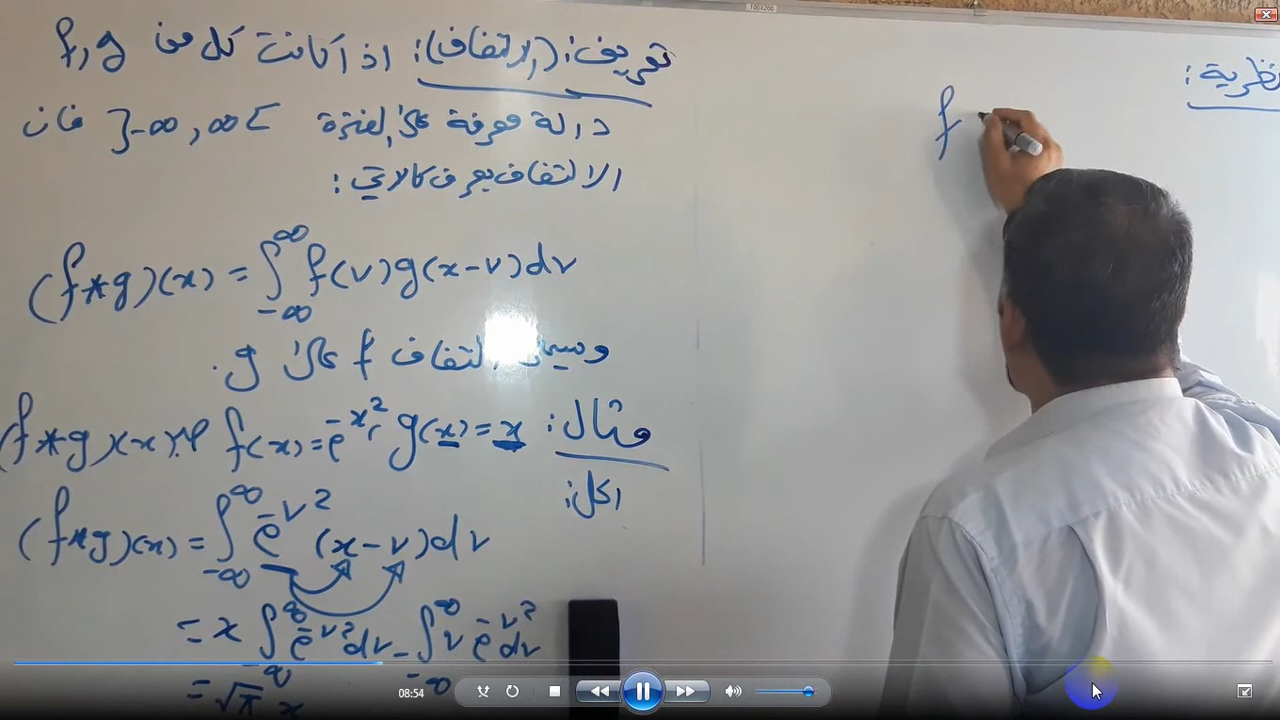 تعريف: (الالتفاف): اذا كانت كل من f, g
دالة معرفة على الفترة ]-∞, ∞[ فان
الالتفاف يعرف كالاتي:
(f*g)(x) = ∫_{-∞}^{∞} f(v)g(x-v)dv
التفاف f على g.
مثال: g(x) = x , f(x) = e^{-x²} (f*g)(x)
الحل:
(f*g)(x) = ∫_{-∞}^{∞} e^{-v²} (x-v)dv
= x ∫_{-∞}^{∞} e^{-v²} dv - ∫_{-∞}^{∞} v e^{-v²} dv
= √π x
نظرية:
f
100X200
08:54